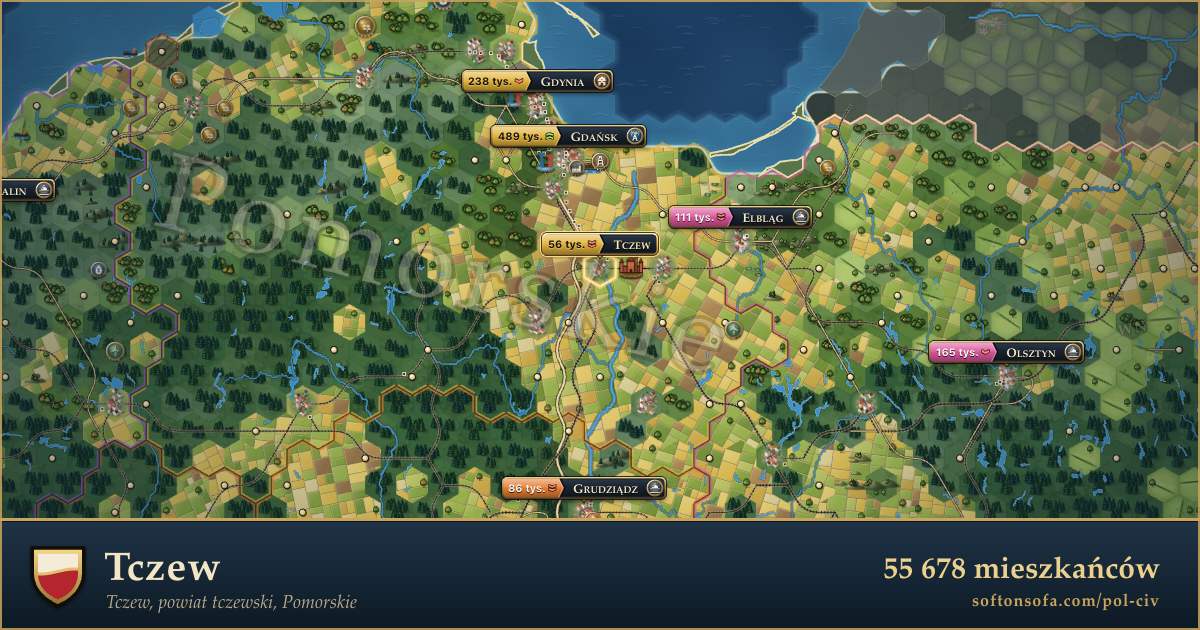 238 tys. Gdynia
489 tys. Gdańsk
alin
111 tys. Elbląg
56 tys. Tczew
Pomorskie
165 tys. Olsztyn
86 tys. Grudziądz
Tczew
55 678 mieszkańców
Tczew, powiat tczewski, Pomorskie
softonsofa.com/pol-civ